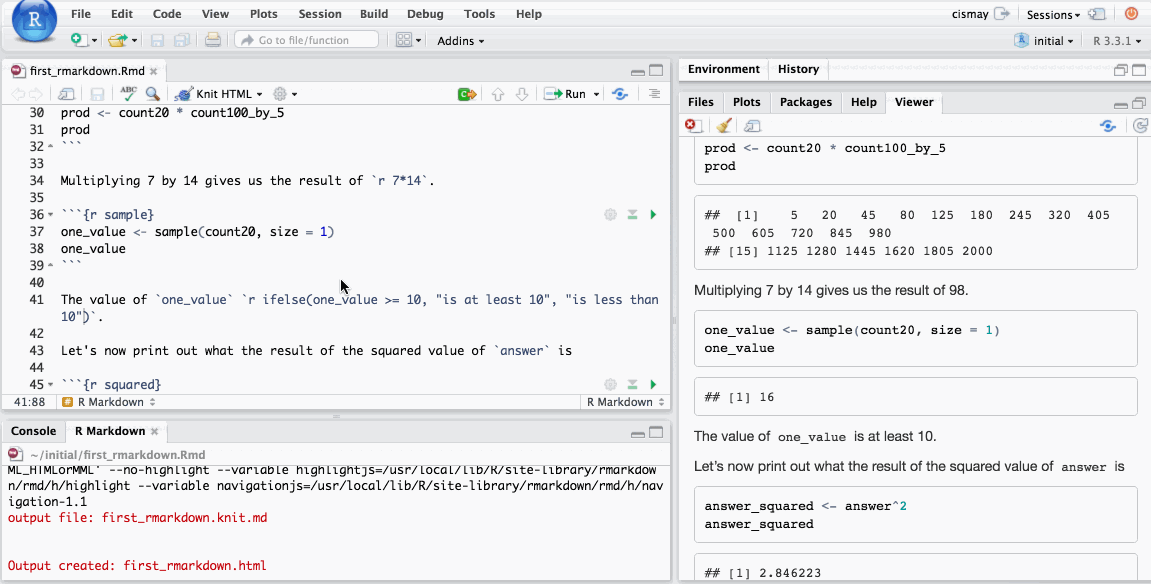 File Edit Code View Plots Session Build Debug Tools Help
cismay Sessions
Go to file/function Addins
initial R 3.3.1
first_rmarkdown.Rmd
ABC Knit HTML Run
30 prod <- count20 * count100_by_5
31 prod
32 ```
33
34 Multiplying 7 by 14 gives us the result of `r 7*14`.
35
36 ```{r sample}
37 one_value <- sample(count20, size = 1)
38 one_value
39 ```
40
41 The value of `one_value` `r ifelse(one_value >= 10, "is at least 10", "is less than
10")`.
42
43 Let's now print out what the result of the squared value of `answer` is
44
45 ```{r squared}
41:88 R Markdown R Markdown
Console R Markdown
~/initial/first_rmarkdown.Rmd
ML_HTMLorMML' --no-highlight --variable highlightjs=/usr/local/lib/R/site-library/rmarkdow
n/rmd/h/highlight --variable navigationjs=/usr/local/lib/R/site-library/rmarkdown/rmd/h/nav
igation-1.1
output file: first_rmarkdown.knit.md
Output created: first_rmarkdown.html
Environment History
Files Plots Packages Help Viewer
prod <- count20 * count100_by_5
prod
## [1] 5 20 45 80 125 180 245 320 405
500 605 720 845 980
## [15] 1125 1280 1445 1620 1805 2000
Multiplying 7 by 14 gives us the result of 98.
one_value <- sample(count20, size = 1)
one_value
## [1] 16
The value of one_value is at least 10.
Let's now print out what the result of the squared value of answer is
answer_squared <- answer^2
answer_squared
## [1] 2.846223